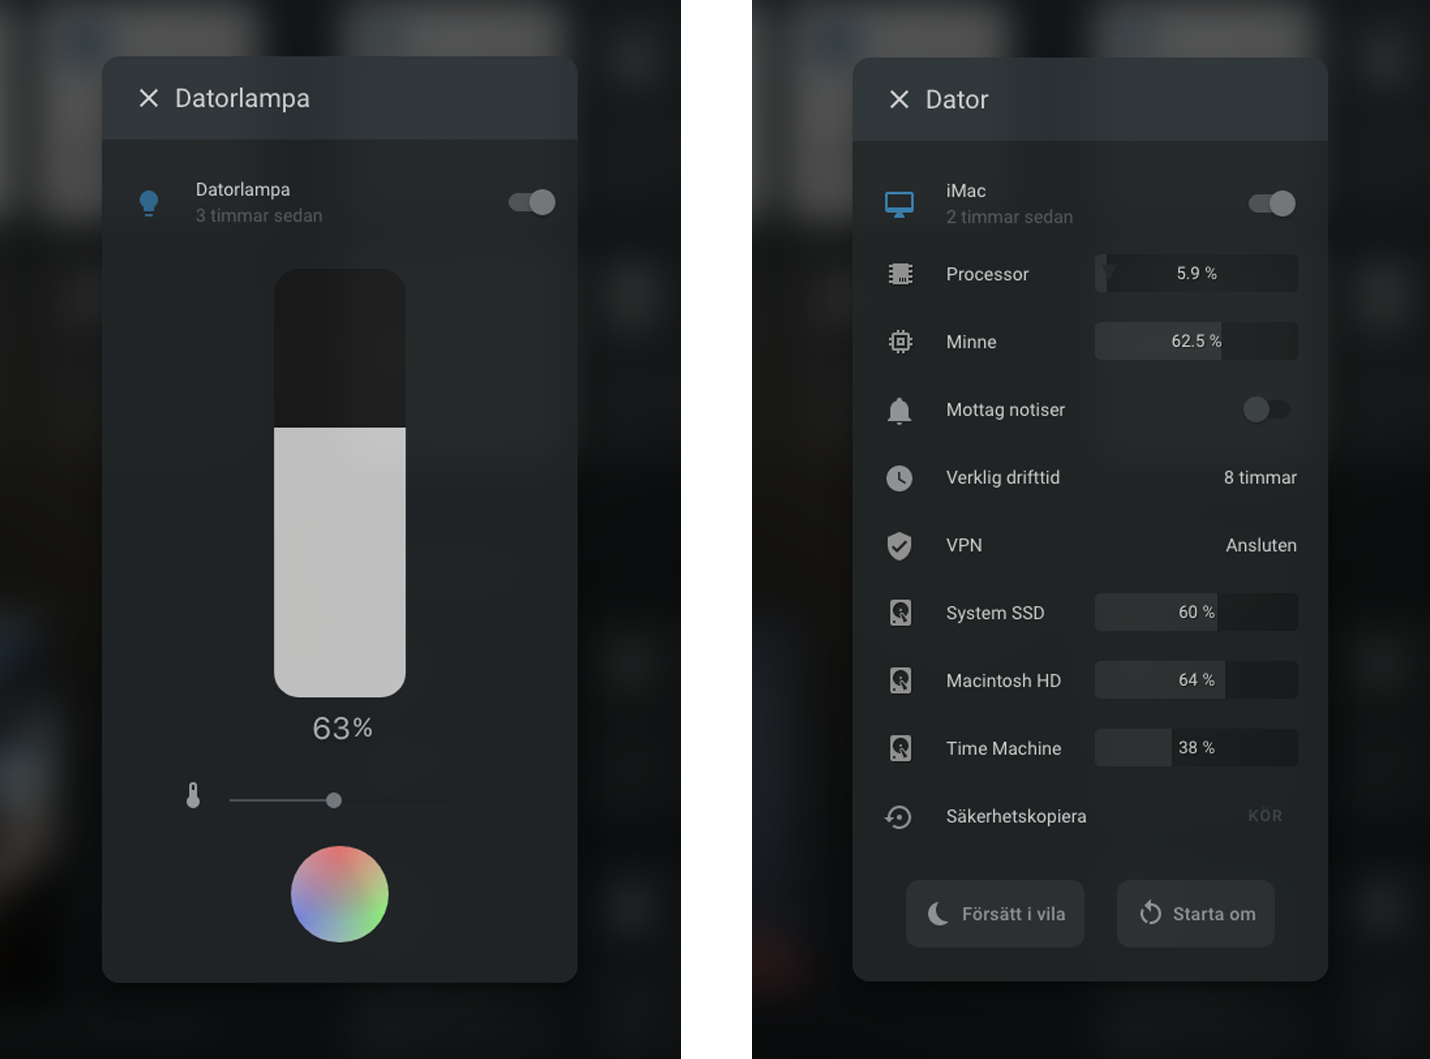 Datorlampa
Datorlampa
3 timmar sedan
63%
Dator
iMac
2 timmar sedan
Processor 5.9 %
Minne 62.5 %
Mottag notiser
Verklig drifttid 8 timmar
VPN Ansluten
System SSD 60 %
Macintosh HD 64 %
Time Machine 38 %
Säkerhetskopiera KÖR
Försätt i vila Starta om